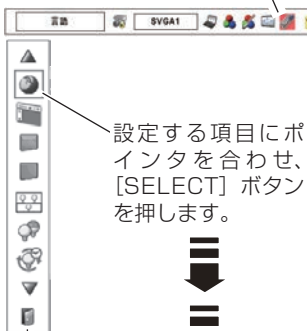 言語 SVGA1
設定する項目にポ
インタを合わせ、
［SELECT］ボタン
を押します。